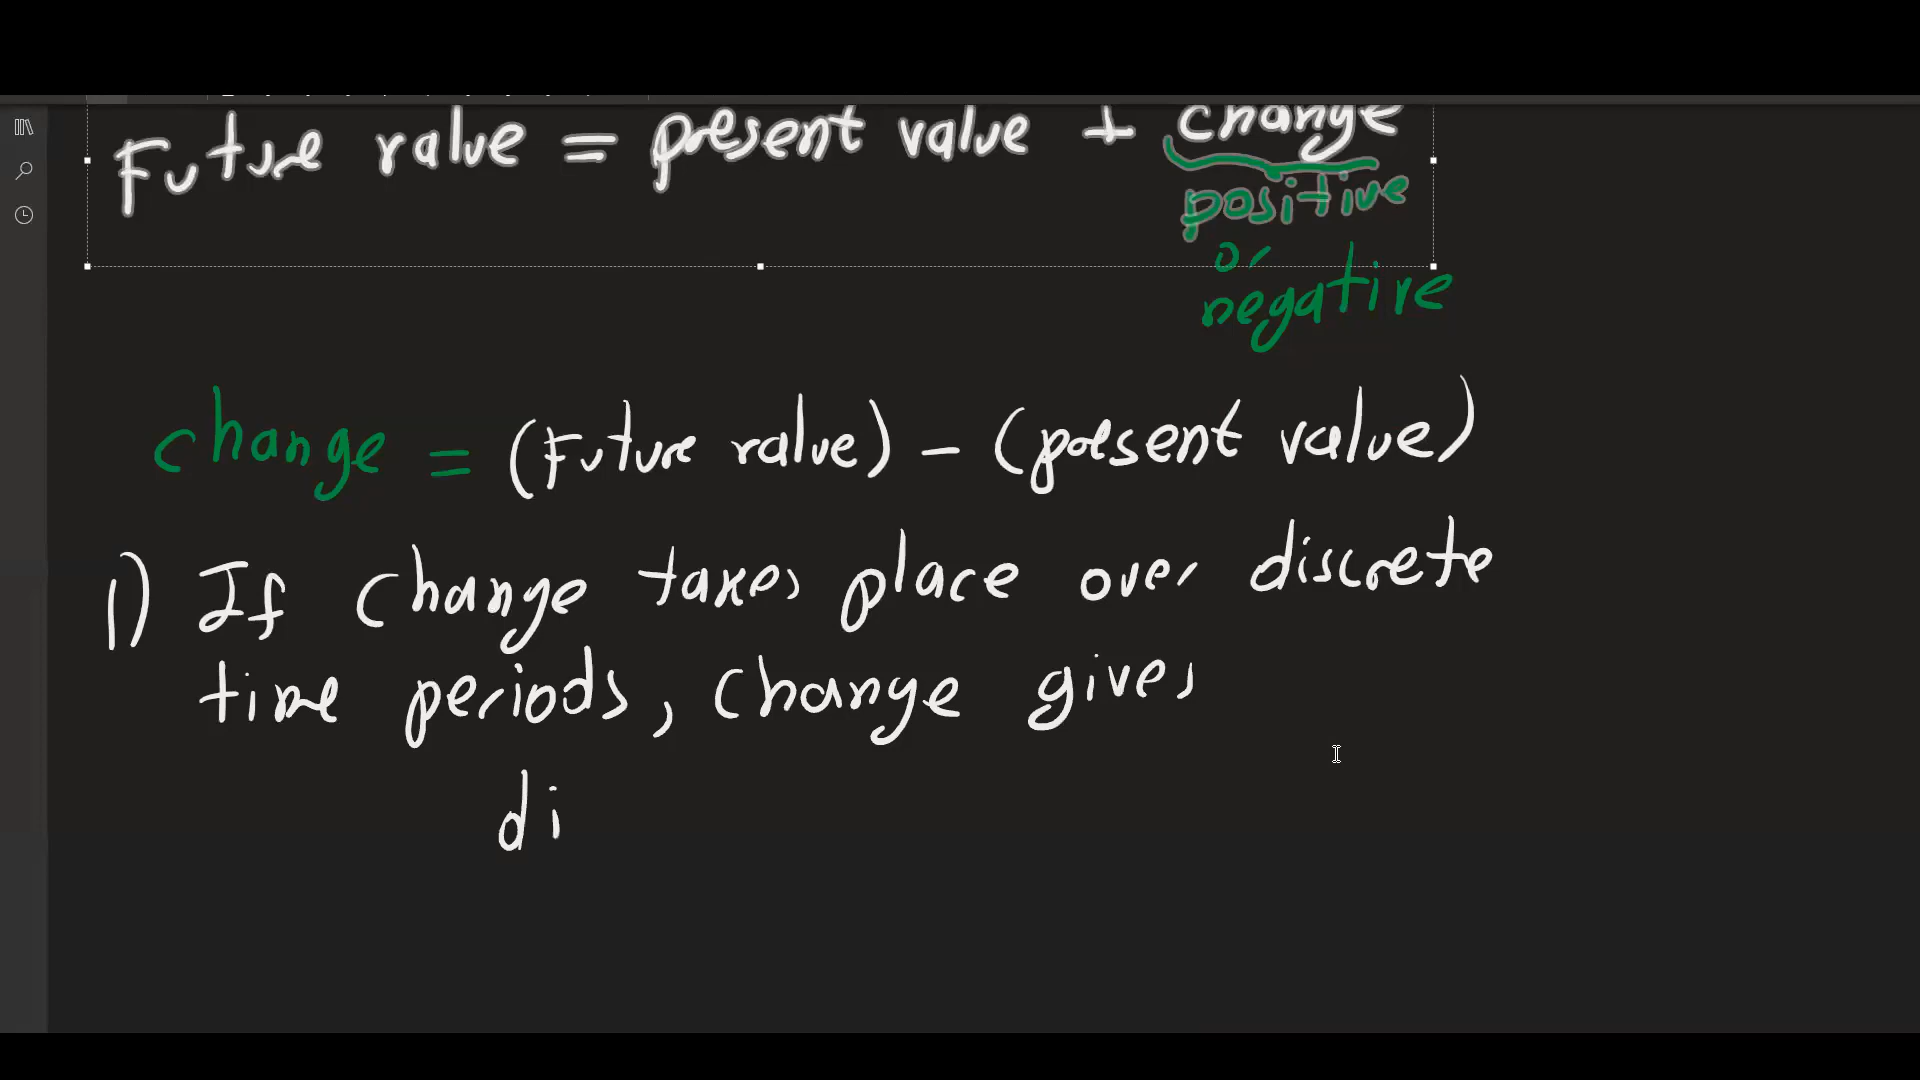 Future value = present value + change
positive
or
negative
change = (Future value) - (present value)
1) If change takes place over discrete
time periods, change gives
di